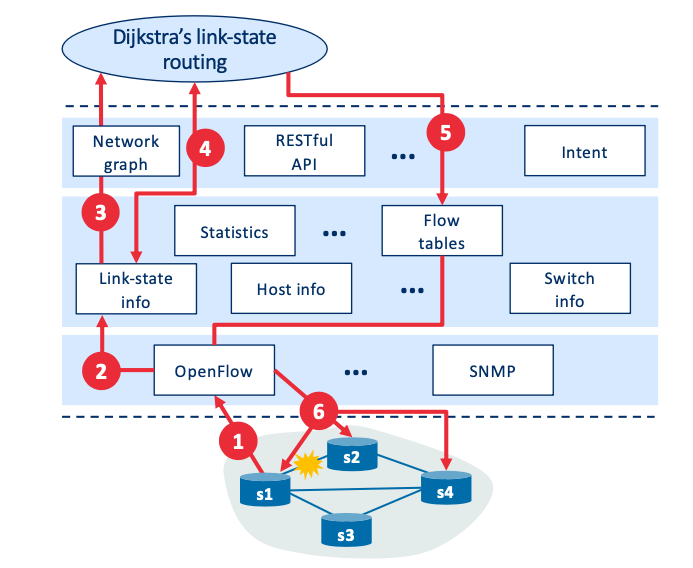 Dijkstra's link-state
routing
5
Network
graph
4
RESTful
API
...
Intent
3
Statistics
...
Flow
tables
Link-state
info
Host info
...
Switch
info
2
OpenFlow
...
SNMP
6
1
s2
s1
s4
s3